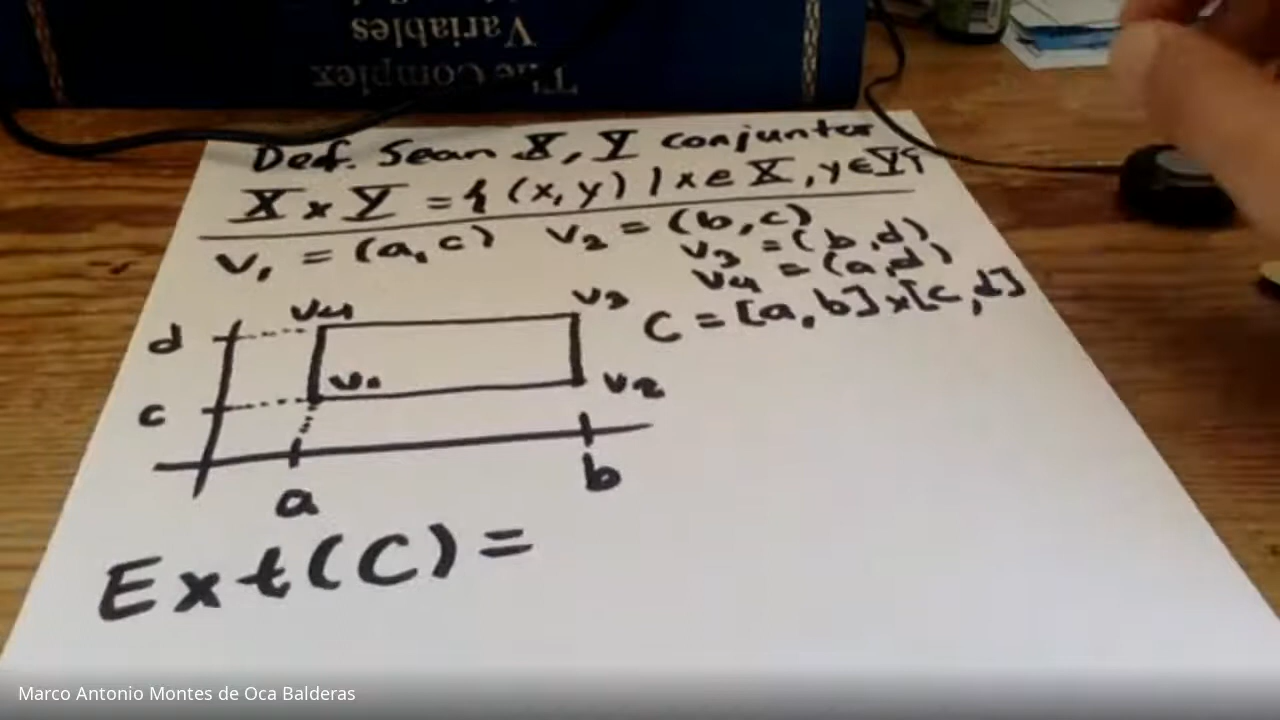 The Complex
Variables
Def. Sean X, Y conjuntos
X x Y = { (x, y) | x ∈ X, y ∈ Y}
v₁ = (a, c) v₂ = (b, c)
v₃ = (b, d)
v₄ = (a, d)
C = [a, b] x [c, d]
v₄ v₃
d
v₁ v₂
c
a b
Ext(C) =
Marco Antonio Montes de Oca Balderas